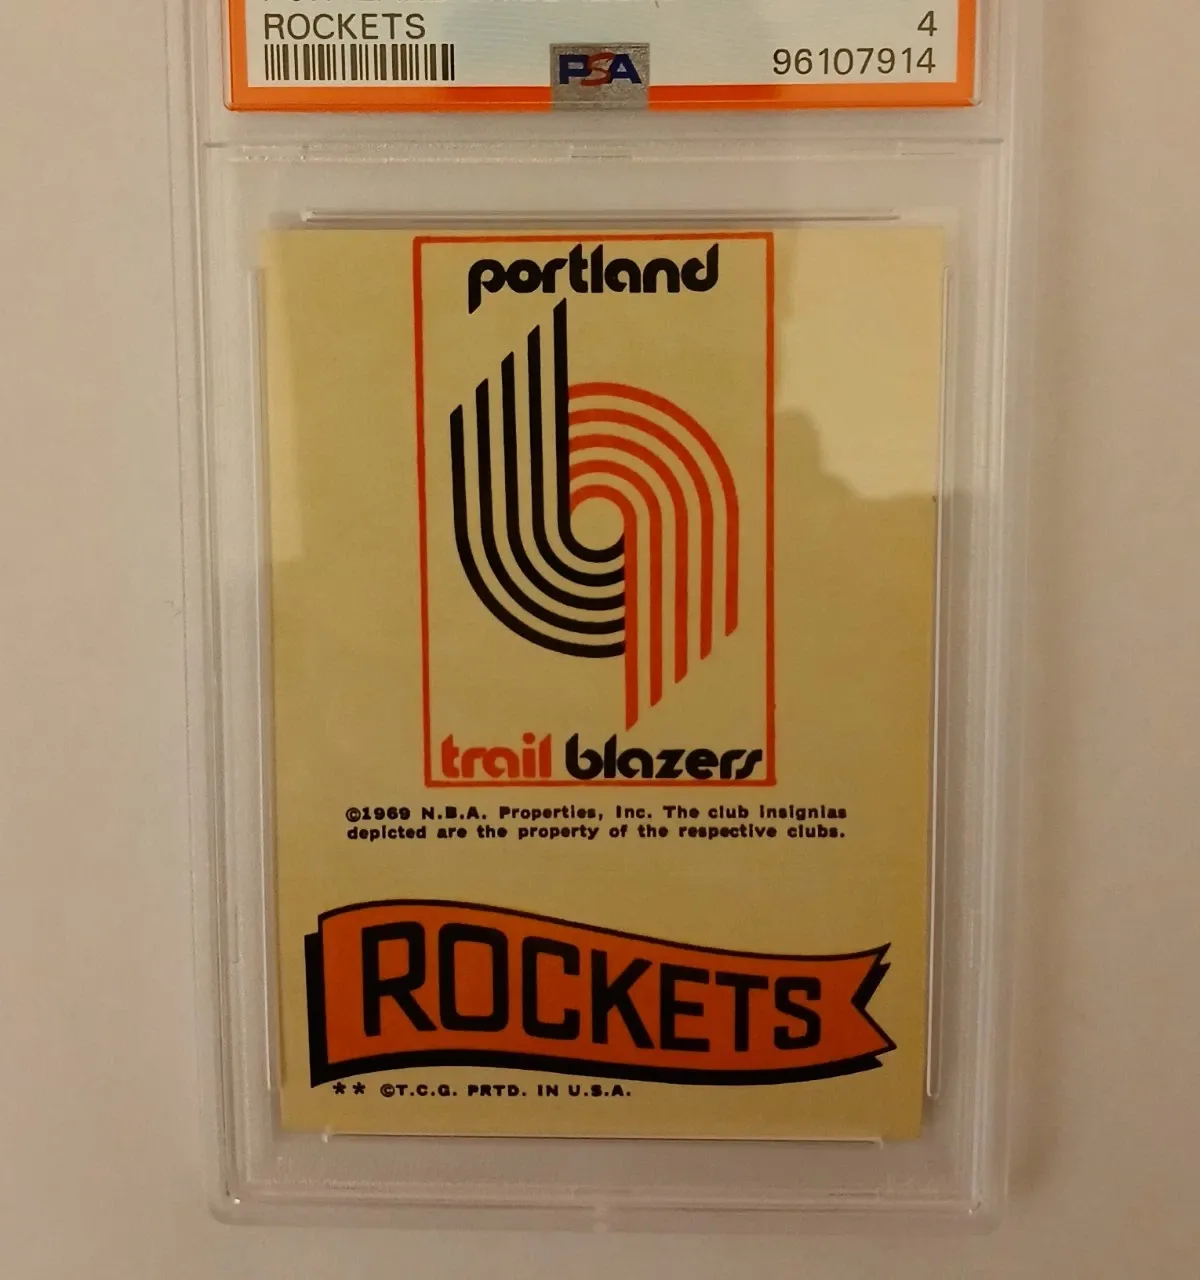 ROCKETS
4
PSA
96107914
portland
trail blazers
©1969 N.B.A. Properties, Inc. The club insignias
depicted are the property of the respective clubs.
ROCKETS
** ©T.C.G. PRTD. IN U.S.A.